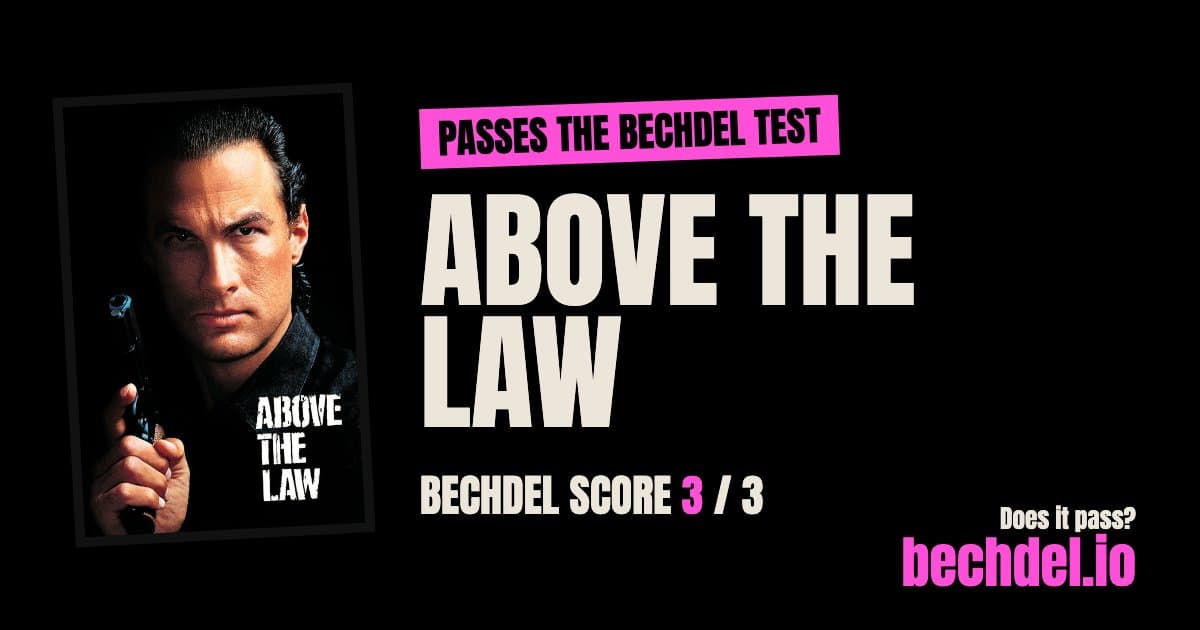 PASSES THE BECHDEL TEST
ABOVE THE
LAW
BECHDEL SCORE 3 / 3
ABOVE
THE
LAW
Does it pass?
bechdel.io